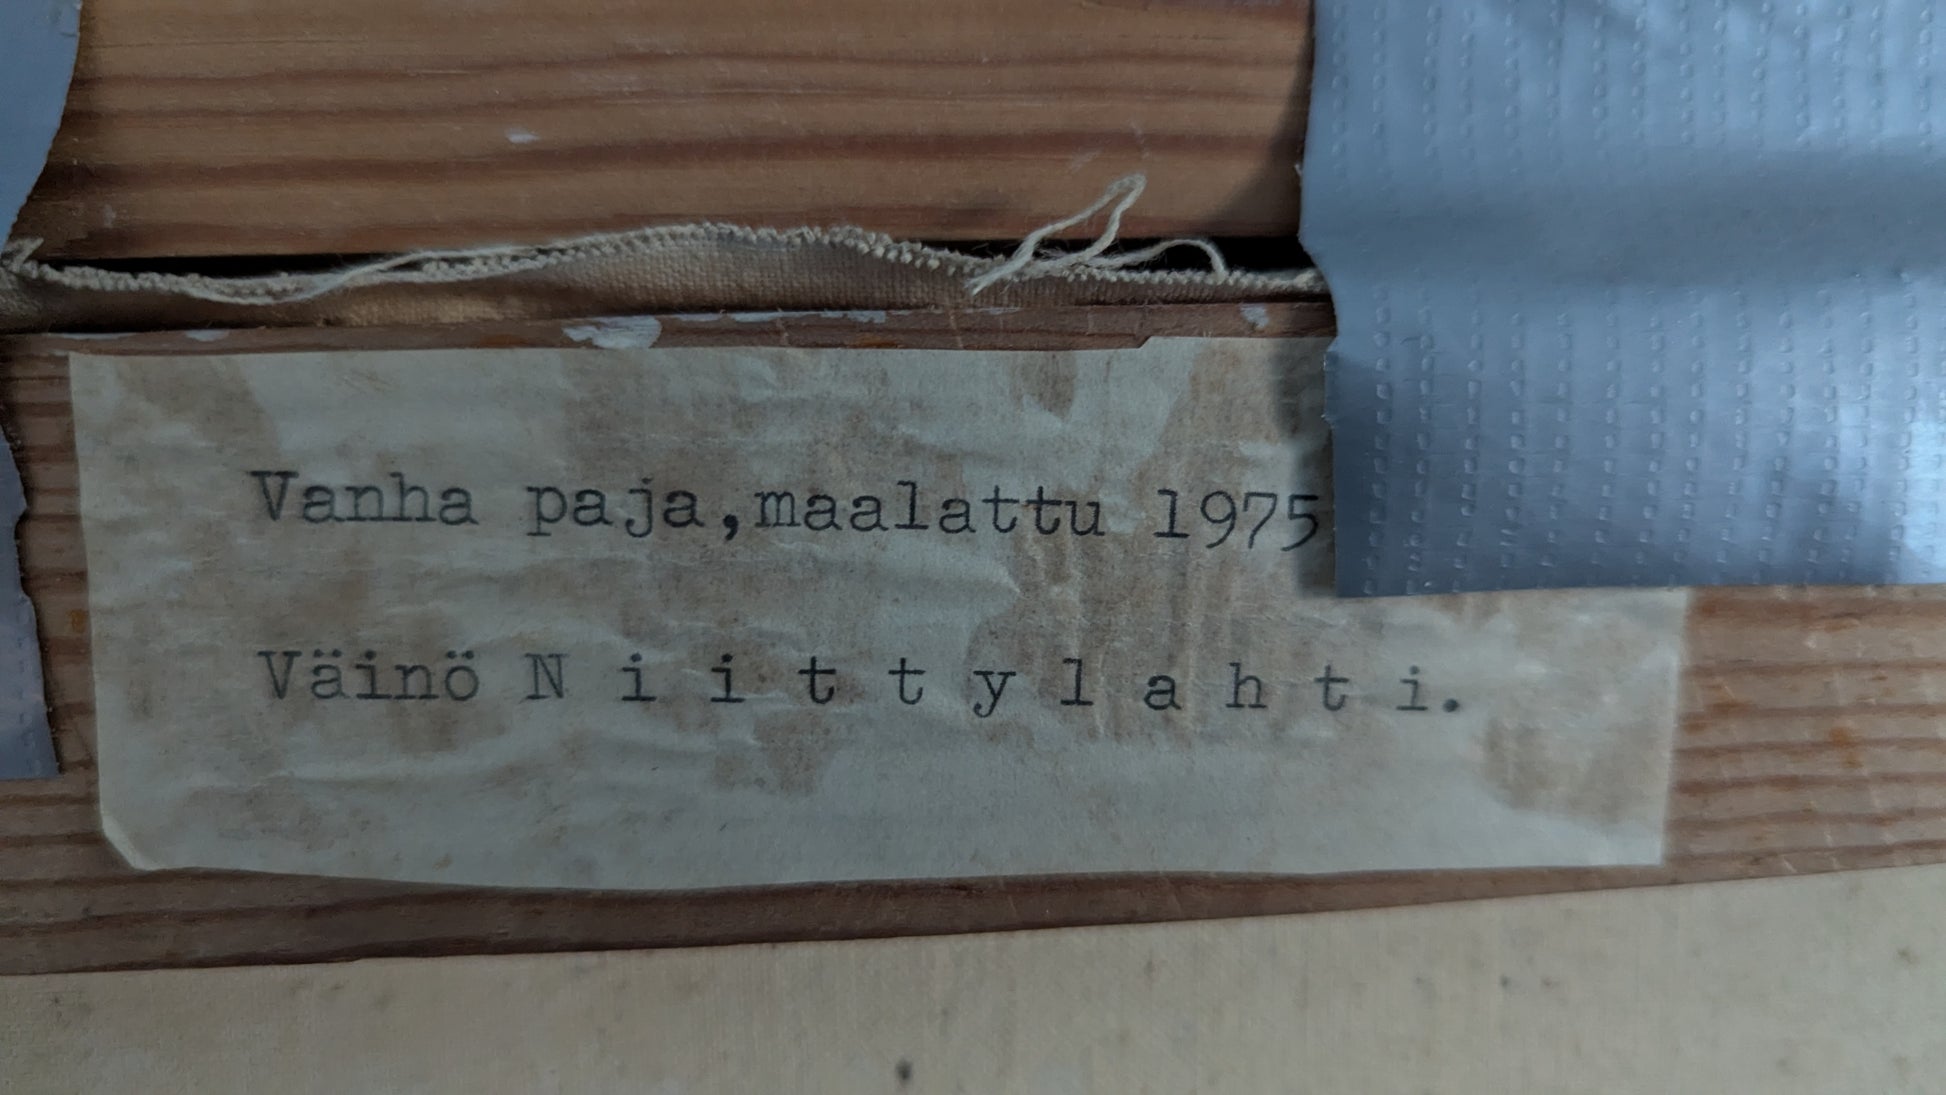 Vanha paja,maalattu 1975
Väinö N i i t t y l a h t i.